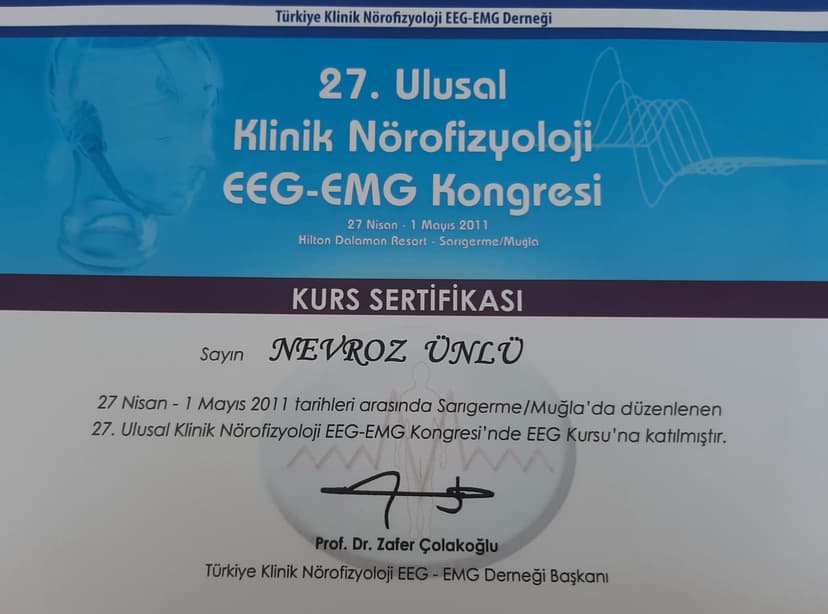 Türkiye Klinik Nörofizyoloji EEG-EMG Derneği
27. Ulusal
Klinik Nörofizyoloji
EEG-EMG Kongresi
27 Nisan - 1 Mayıs 2011
Hilton Dalaman Resort - Sarıgerme/Muğla
KURS SERTİFİKASI
Sayın NEVROZ ÜNLÜ
27 Nisan - 1 Mayıs 2011 tarihleri arasında Sarıgerme/Muğla'da düzenlenen
27. Ulusal Klinik Nörofizyoloji EEG-EMG Kongresi'nde EEG Kursu'na katılmıştır.
Prof. Dr. Zafer Çolakoğlu
Türkiye Klinik Nörofizyoloji EEG - EMG Derneği Başkanı